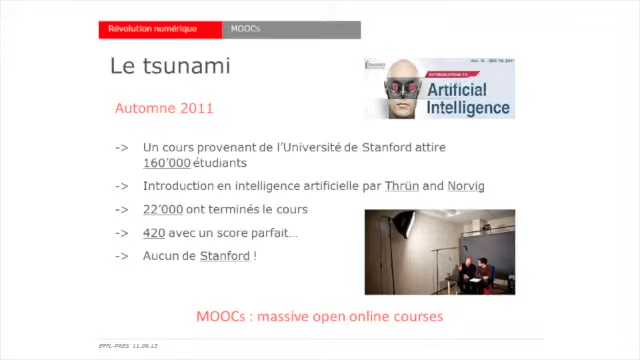 Révolution numérique MOOCs
Le tsunami
INTRODUCTION TO
Artificial
Intelligence
Automne 2011
-> Un cours provenant de l'Université de Stanford attire
160'000 étudiants
-> Introduction en intelligence artificielle par Thrün and Norvig
-> 22'000 ont terminés le cours
-> 420 avec un score parfait...
-> Aucun de Stanford !
MOOCs : massive open online courses
EPFL-PRES 11.09.13